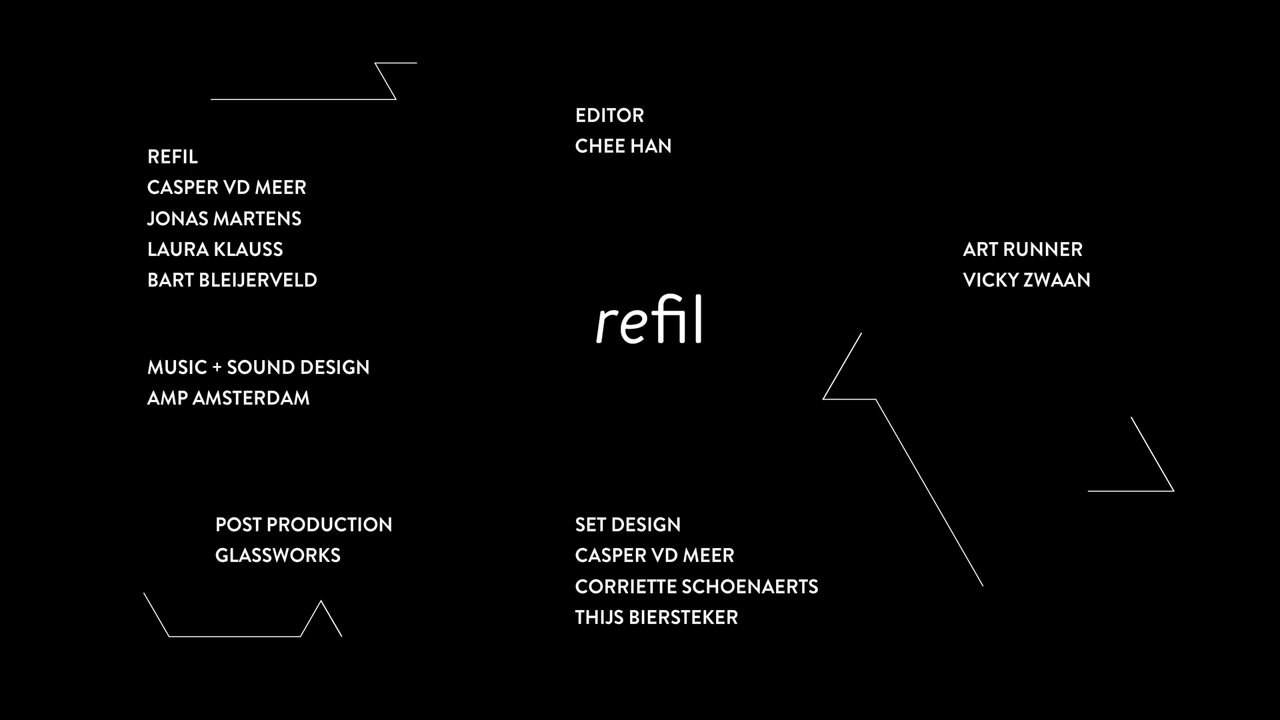 REFIL
CASPER VD MEER
JONAS MARTENS
LAURA KLAUSS
BART BLEIJERVELD
MUSIC + SOUND DESIGN
AMP AMSTERDAM
POST PRODUCTION
GLASSWORKS
EDITOR
CHEE HAN
refil
SET DESIGN
CASPER VD MEER
CORRIETTE SCHOENAERTS
THIJS BIERSTEKER
ART RUNNER
VICKY ZWAAN